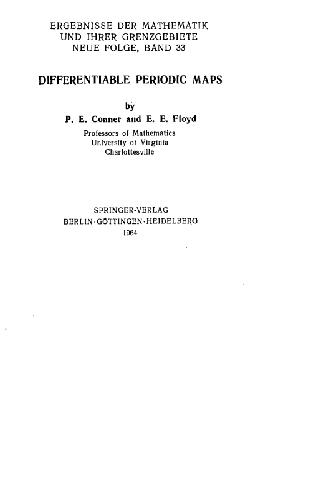 ERGEBNISSE DER MATHEMATIK
UND IHRER GRENZGEBIETE
NEUE FOLGE, BAND 33
DIFFERENTIABLE PERIODIC MAPS
by
P. E. Conner and E. E. Floyd
Professors of Mathematics
University of Virginia
Charlottesville
SPRINGER-VERLAG
BERLIN·GÖTTINGEN·HEIDELBERG
1964